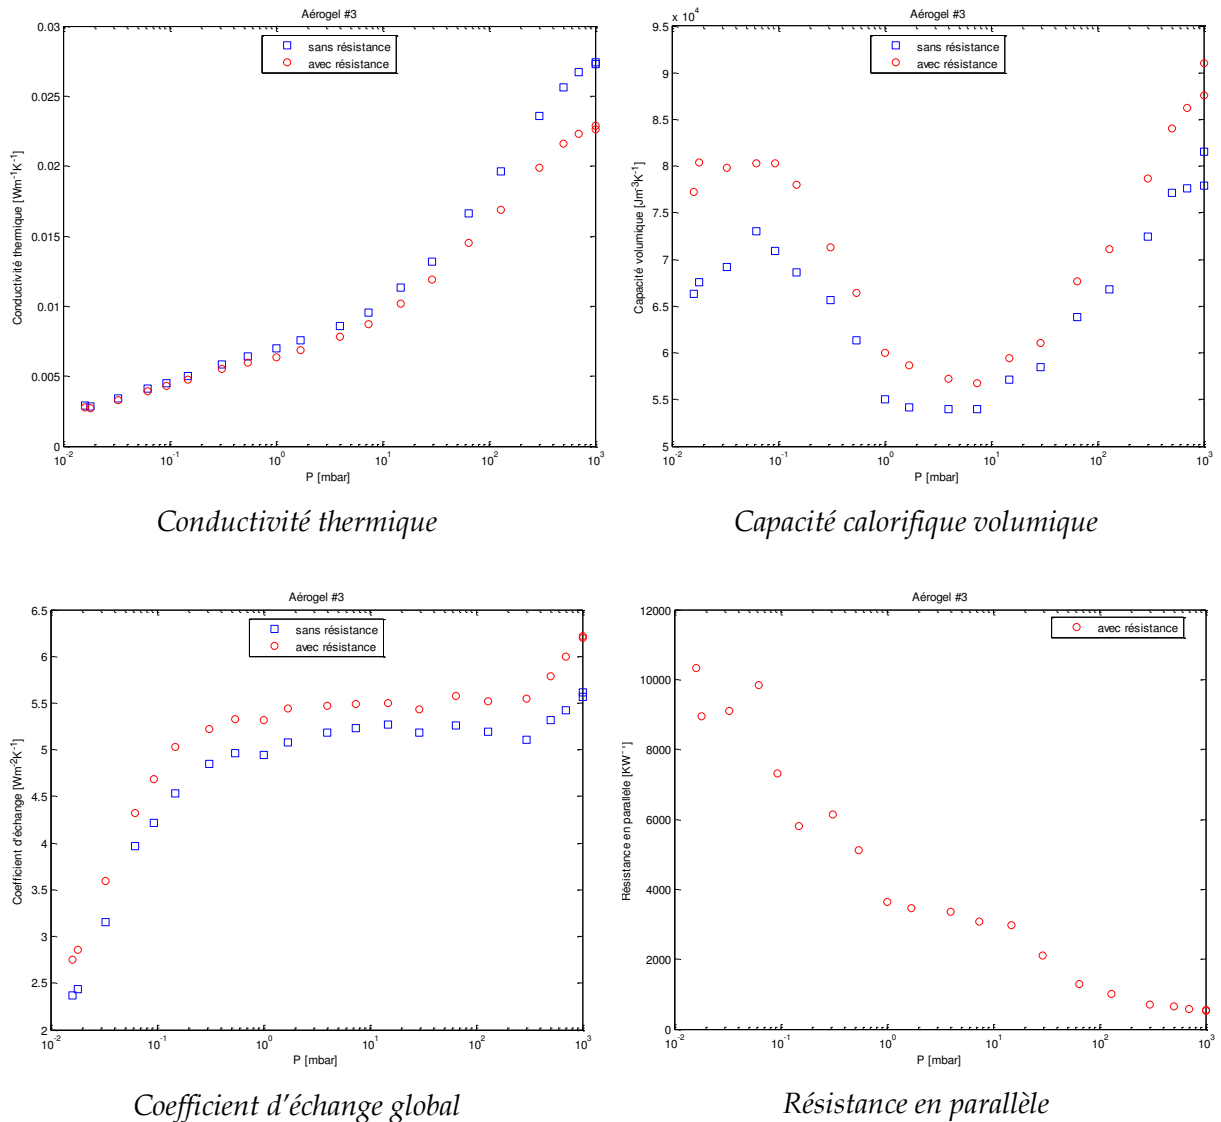 Aérogel #3
sans résistance
avec résistance
0.03
0.025
0.02
0.015
0.01
0.005
0
Conductivité thermique [Wm⁻¹K⁻¹]
10⁻² 10⁻¹ 10⁰ 10¹ 10² 10³
P [mbar]
Conductivité thermique
Aérogel #3
x 10⁴
sans résistance
avec résistance
9.5
9
8.5
8
7.5
7
6.5
6
5.5
5
Capacité volumique [Jm⁻³K⁻¹]
10⁻² 10⁻¹ 10⁰ 10¹ 10² 10³
P [mbar]
Capacité calorifique volumique
Aérogel #3
sans résistance
avec résistance
6.5
6
5.5
5
4.5
4
3.5
3
2.5
2
Coefficient d'échange [Wm⁻²K⁻¹]
10⁻² 10⁻¹ 10⁰ 10¹ 10² 10³
P [mbar]
Coefficient d'échange global
Aérogel #3
avec résistance
12000
10000
8000
6000
4000
2000
0
Résistance en parallèle [KW⁻¹]
10⁻² 10⁻¹ 10⁰ 10¹ 10² 10³
P [mbar]
Résistance en parallèle